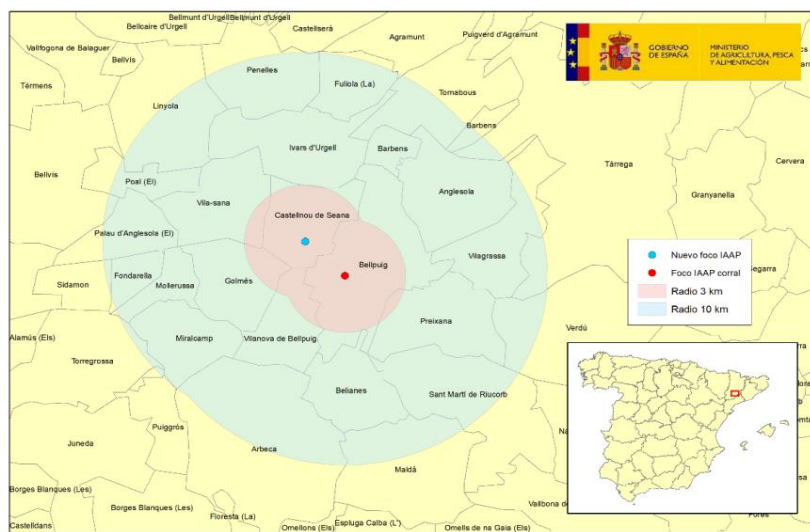 Bellmunt d'Urgell
Bellmunt d'Urgell
Bellcaire d'Urgell
Castellserà
Agramunt
Puigverd d'Agramunt
Vallfogona de Balaguer
Bellvís
Térmens
Penelles
Fuliola (La)
Tornabous
Linyola
Barbens
Ivars d'Urgell
Barbens
Tàrrega
Cervera
Bellvís
Poal (El)
Anglesola
Granyanella
Vila-sana
Castellnou de Seana
Palau d'Anglesola (El)
Bellpuig
Vilagrassa
Fondarella
Golmés
Mollerussa
Sidamon
Segarra
Preixana
Alamús (Els)
Miralcamp
Vilanova de Bellpuig
Verdú
Torregrossa
Belianes
Sant Martí de Riucorb
Puiggròs
Juneda
Arbeca
Maldà
Borges Blanques (Les)
Borges Blanques (Les)
Floresta (La)
Castelldans
Omellons (Els)
Espluga Calba (L')
Omells de na Gaia (Els)
Vallbona de
GOBIERNO
DE ESPAÑA
MINISTERIO
DE AGRICULTURA, PESCA
Y ALIMENTACIÓN
Nuevo foco IAAP
Foco IAAP corral
Radio 3 km
Radio 10 km